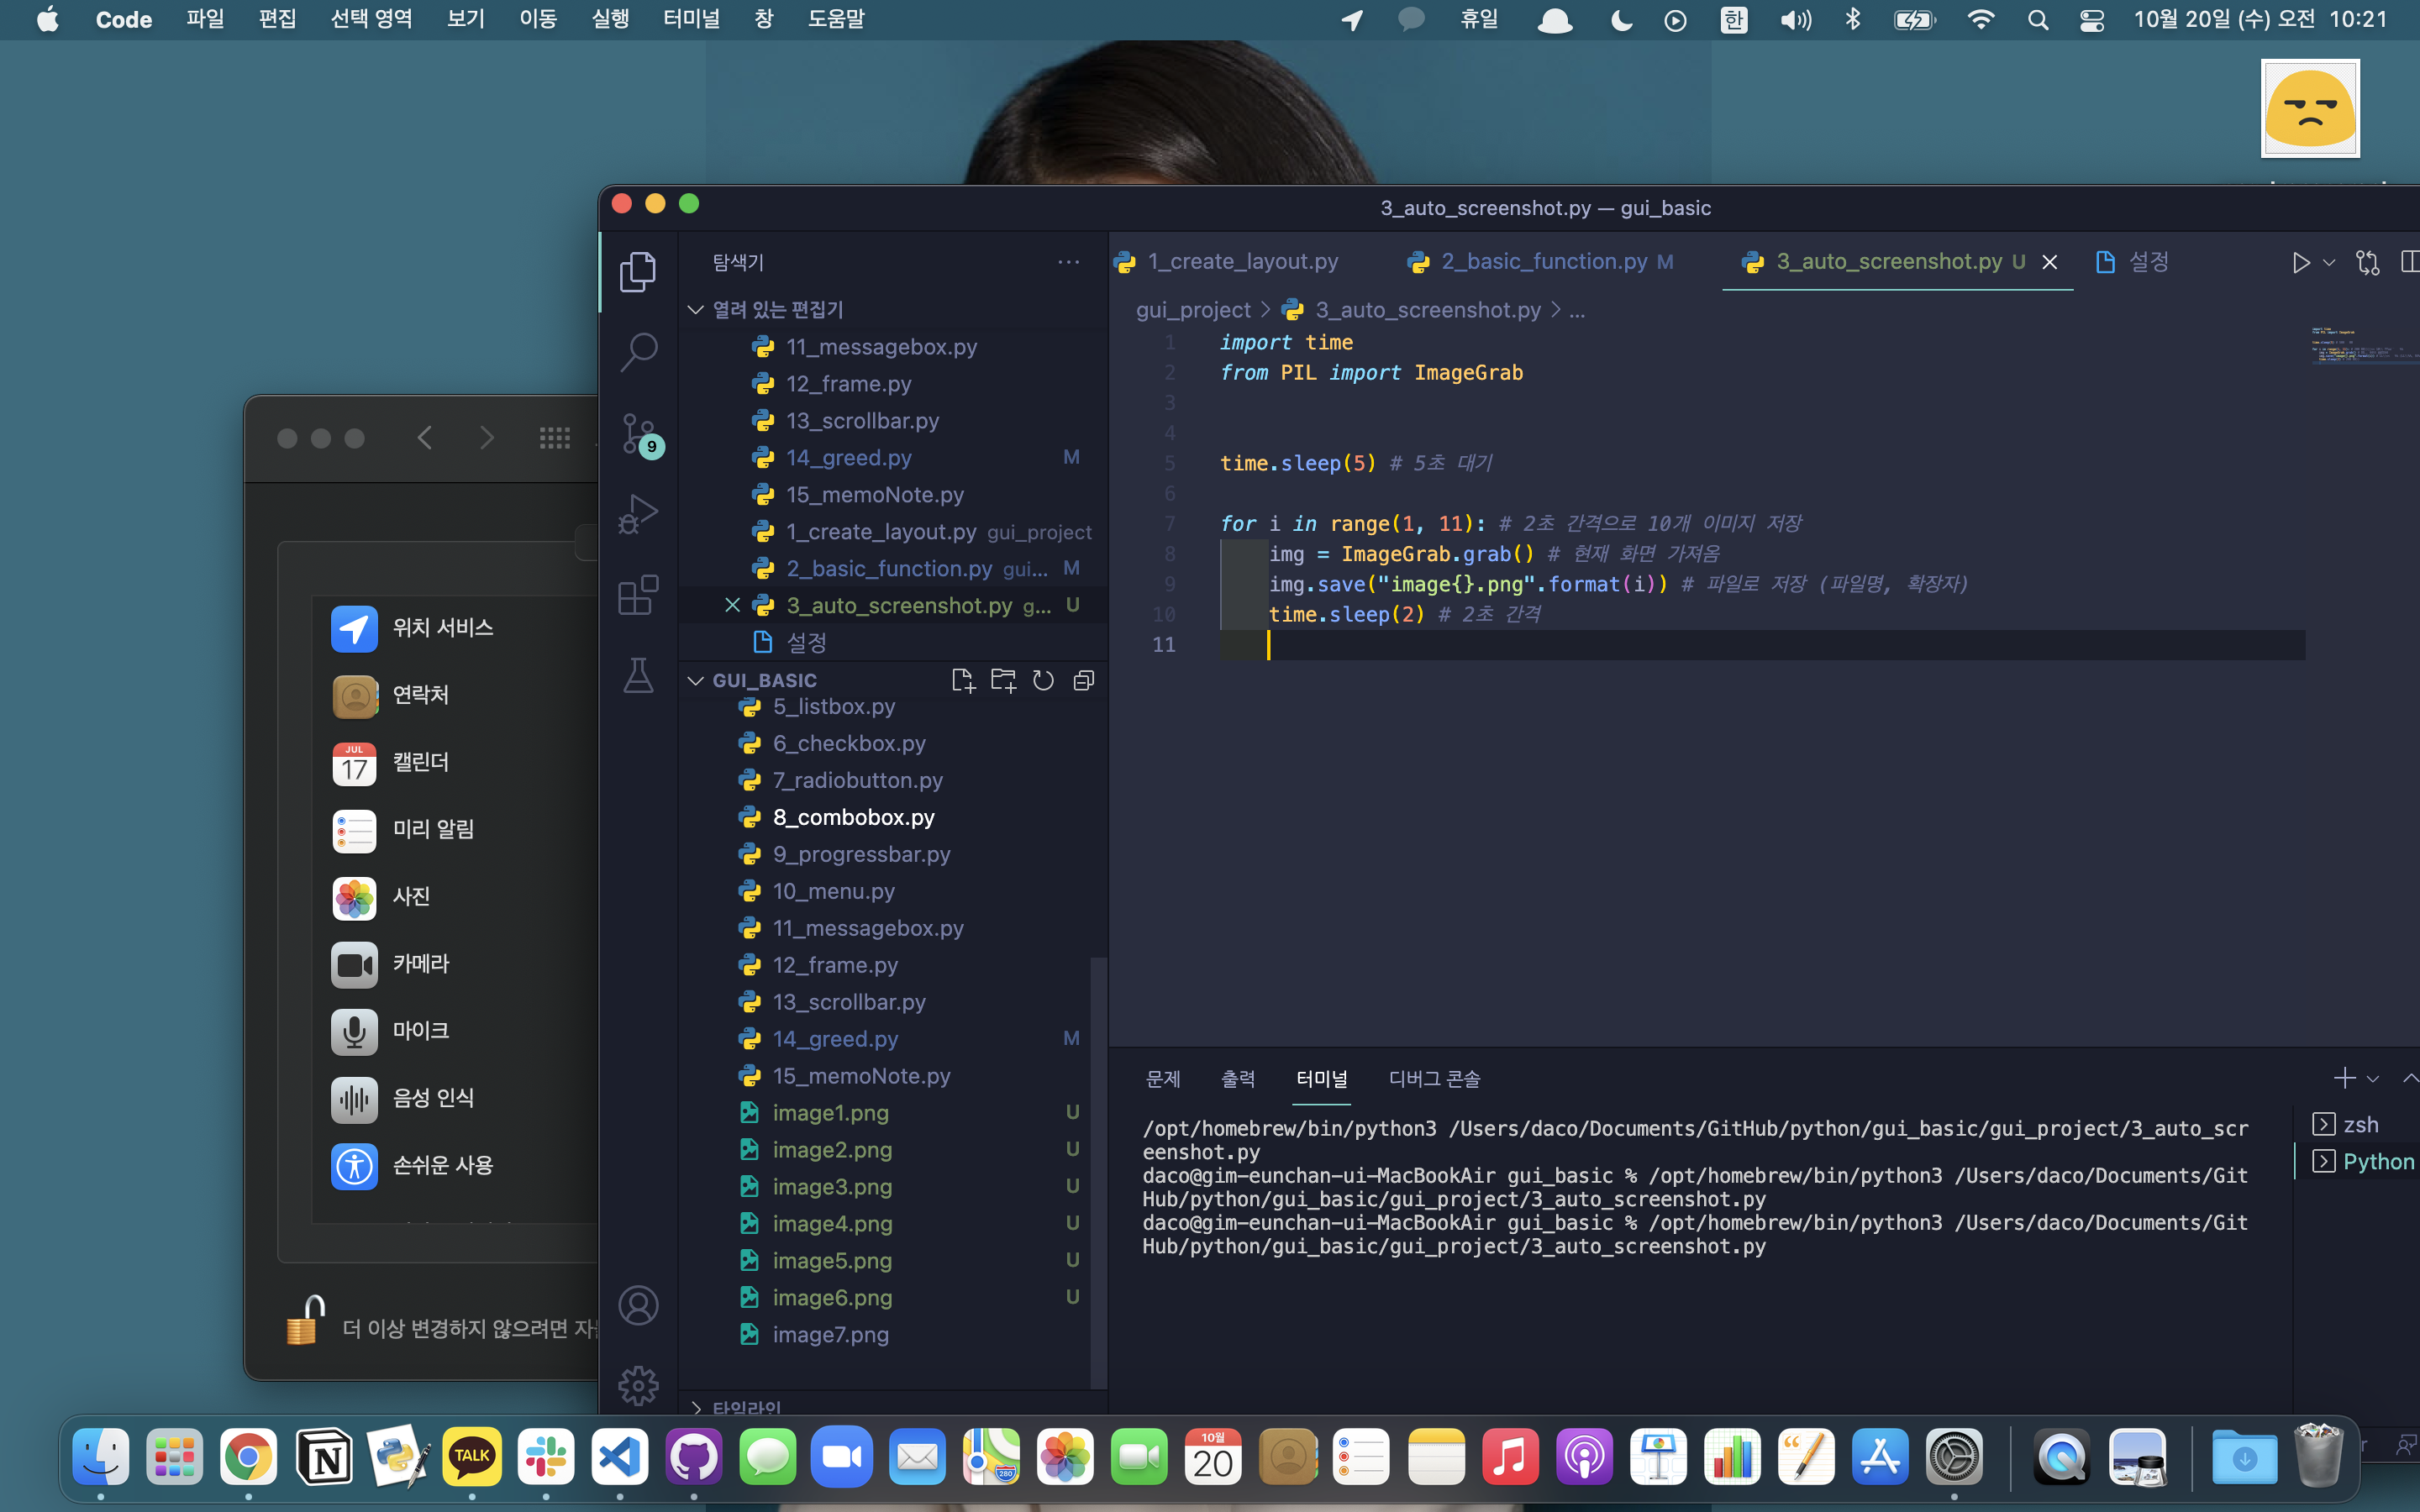 Code 파일 편집 선택 영역 보기 이동 실행 터미널 창 도움말 휴일 한 10월 20일 (수) 오전 10:21
3_auto_screenshot.py — gui_basic
탐색기
열려 있는 편집기
11_messagebox.py
12_frame.py
13_scrollbar.py
14_greed.py M
15_memoNote.py
1_create_layout.py gui_project
2_basic_function.py gui... M
3_auto_screenshot.py g... U
설정
GUI_BASIC
5_listbox.py
6_checkbox.py
7_radiobutton.py
8_combobox.py
9_progressbar.py
10_menu.py
11_messagebox.py
12_frame.py
13_scrollbar.py
14_greed.py M
15_memoNote.py
image1.png U
image2.png U
image3.png U
image4.png U
image5.png U
image6.png U
image7.png
타임라인
9
1_create_layout.py 2_basic_function.py M 3_auto_screenshot.py U 설정
gui_project > 3_auto_screenshot.py > ...
1 import time
2 from PIL import ImageGrab
3
4
5 time.sleep(5) # 5초 대기
6
7 for i in range(1, 11): # 2초 간격으로 10개 이미지 저장
8 img = ImageGrab.grab() # 현재 화면 가져옴
9 img.save("image{}.png".format(i)) # 파일로 저장 (파일명, 확장자)
10 time.sleep(2) # 2초 간격
11
문제 출력 터미널 디버그 콘솔
/opt/homebrew/bin/python3 /Users/daco/Documents/GitHub/python/gui_basic/gui_project/3_auto_scr
eenshot.py
daco@gim-eunchan-ui-MacBookAir gui_basic % /opt/homebrew/bin/python3 /Users/daco/Documents/Git
Hub/python/gui_basic/gui_project/3_auto_screenshot.py
daco@gim-eunchan-ui-MacBookAir gui_basic % /opt/homebrew/bin/python3 /Users/daco/Documents/Git
Hub/python/gui_basic/gui_project/3_auto_screenshot.py
zsh
Python
위치 서비스
연락처
JUL
17
캘린더
미리 알림
사진
카메라
마이크
음성 인식
손쉬운 사용
더 이상 변경하지 않으려면
TALK
280
10월
20